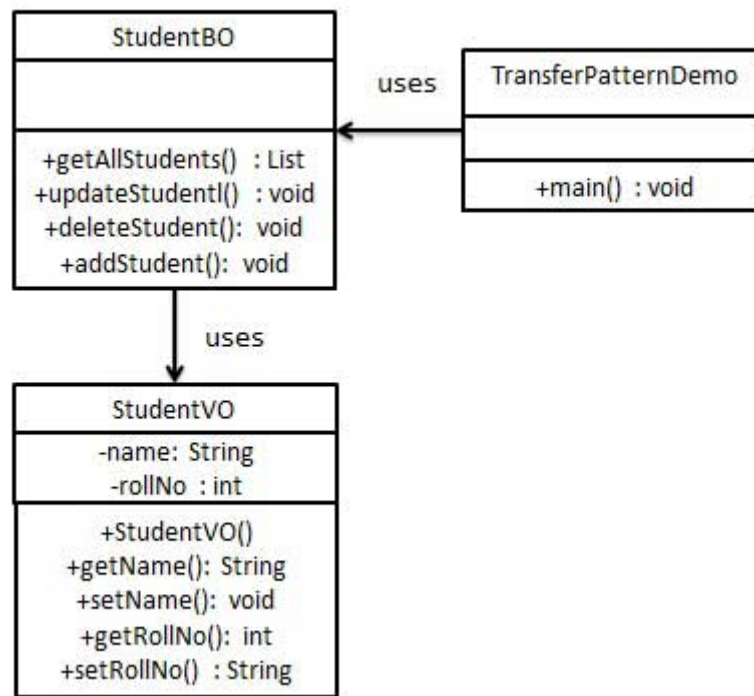 StudentBO
+getAllStudents() : List
+updateStudentl() : void
+deleteStudent(): void
+addStudent(): void
uses
TransferPatternDemo
+main() : void
uses
StudentVO
-name: String
-rollNo : int
+StudentVO()
+getName(): String
+setName(): void
+getRollNo(): int
+setRollNo() : String